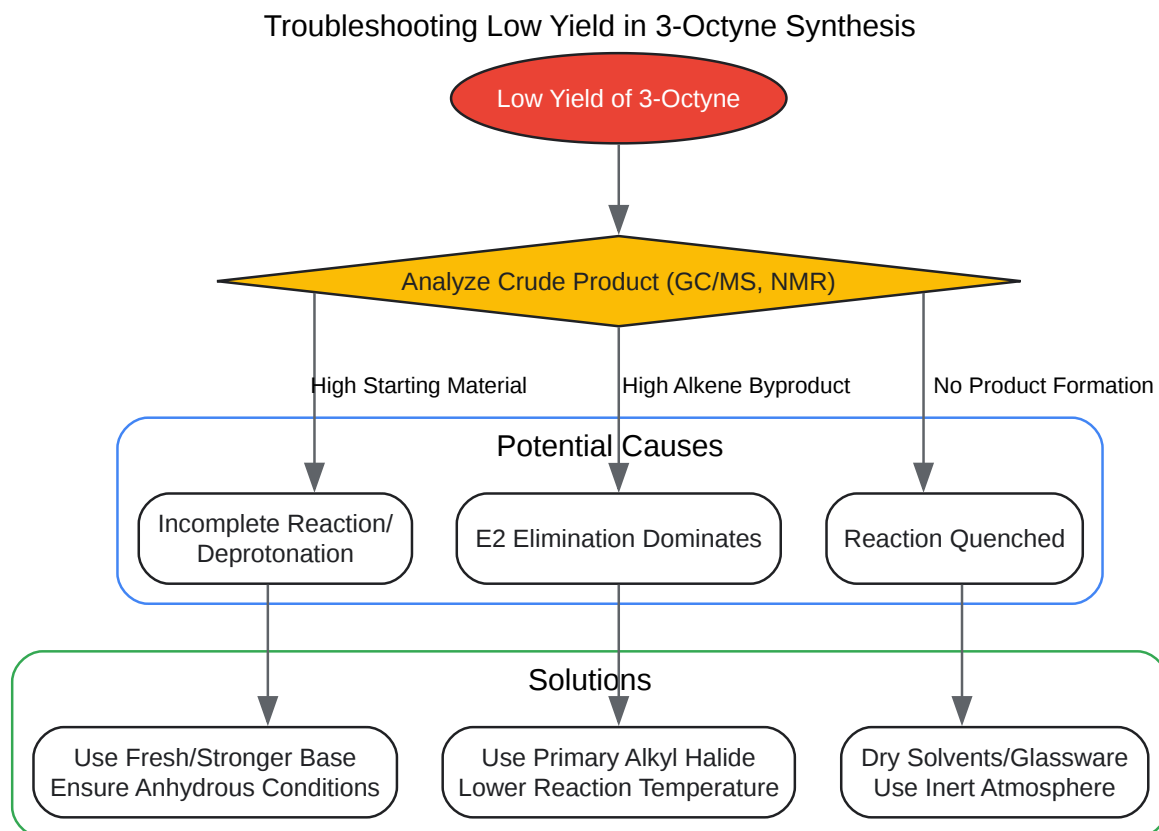 Troubleshooting Low Yield in 3-Octyne Synthesis
Low Yield of 3-Octyne
Analyze Crude Product (GC/MS, NMR)
High Starting Material
High Alkene Byproduct
No Product Formation
Potential Causes
Incomplete Reaction/
Deprotonation
E2 Elimination Dominates
Reaction Quenched
Solutions
Use Fresh/Stronger Base
Ensure Anhydrous Conditions
Use Primary Alkyl Halide
Lower Reaction Temperature
Dry Solvents/Glassware
Use Inert Atmosphere